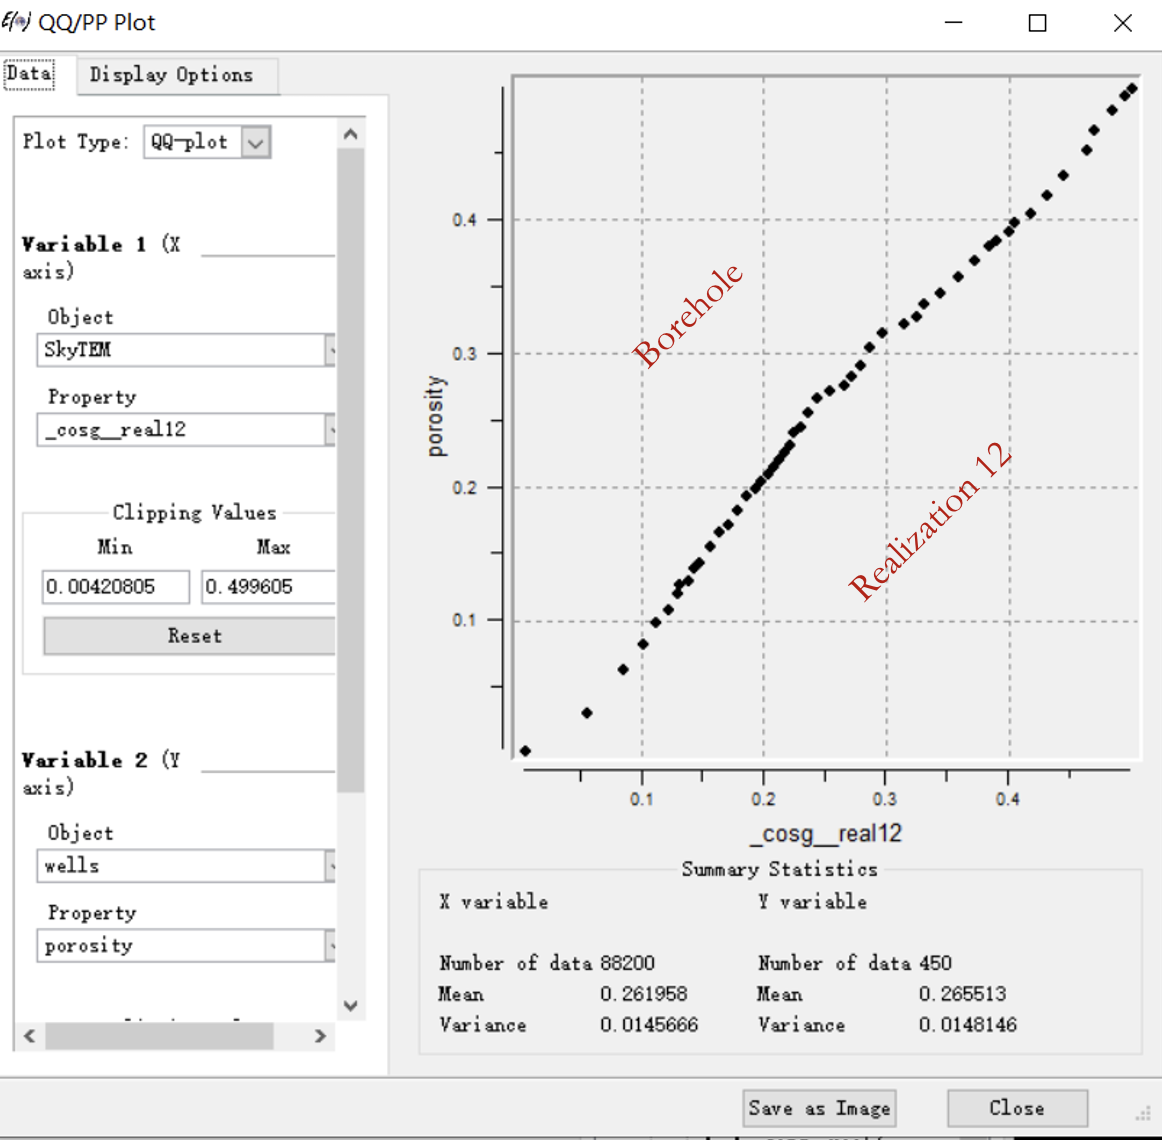 QQ/PP Plot
Data
Display Options
Plot Type: QQ-plot
Variable 1 (X
axis)
Object
SkyTEM
Property
_cosg__real12
Clipping Values
Min Max
0.00420805 0.499605
Reset
Variable 2 (Y
axis)
Object
wells
Property
porosity
porosity
0.4
0.3
0.2
0.1
Borehole
Realization 12
0.1 0.2 0.3 0.4
_cosg__real12
Summary Statistics
X variable Y variable
Number of data 88200 Number of data 450
Mean 0.261958 Mean 0.265513
Variance 0.0145666 Variance 0.0148146
Save as Image Close